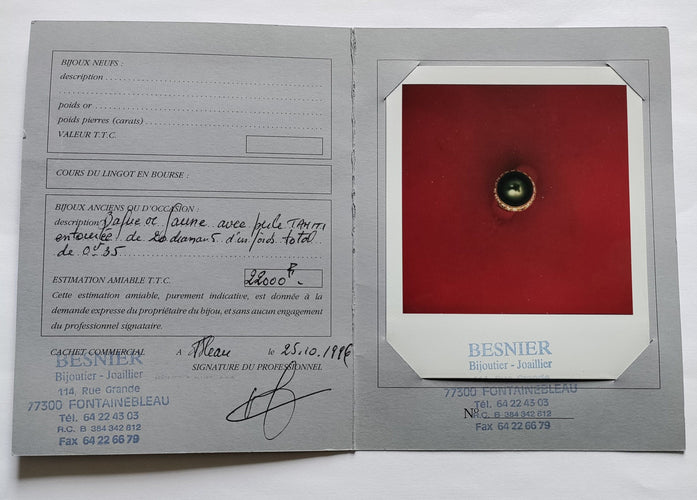 BIJOUX NEUFS :
description
poids or
poids pierres (carats)
VALEUR T.T.C.
COURS DU LINGOT EN BOURSE :
BIJOUX ANCIENS OU D'OCCASION :
description Bague or jaune avec perle TAHITI
entourée de 20 diamants d'un poids total
de 0ct 35
ESTIMATION AMIABLE T.T.C. 22000 F
Cette estimation amiable, purement indicative, est donnée à la
demande expresse du propriétaire du bijou, et sans aucun engagement
du professionnel signataire.
CACHET COMMERCIAL A le 25.10.1996
SIGNATURE DU PROFESSIONNEL
BESNIER
Bijoutier - Joaillier
114, Rue Grande
77300 FONTAINEBLEAU
Tél. 64 22 43 03
R.C. B 384 342 612
Fax 64 22 66 79
BESNIER
Bijoutier - Joaillier
77300 FONTAINEBLEAU
Tél. 64 22 43 03
N°
R.C. B 384 342 612
Fax 64 22 66 79